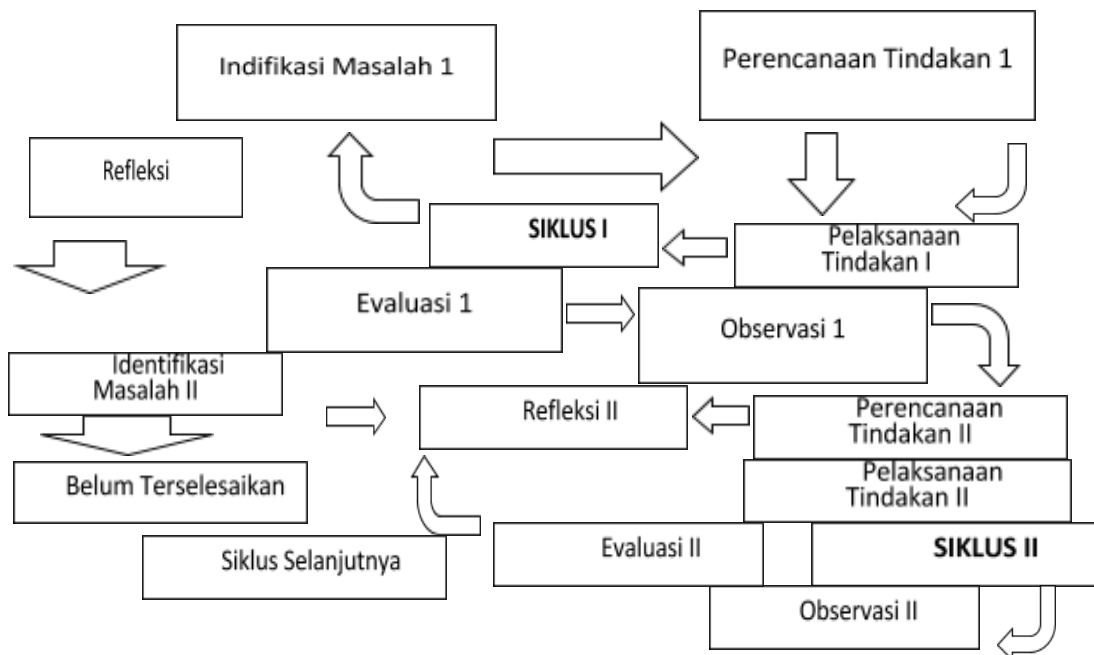 Indifikasi Masalah 1
Perencanaan Tindakan 1
Refleksi
SIKLUS I
Pelaksanaan
Tindakan I
Evaluasi 1
Observasi 1
Identifikasi
Masalah II
Refleksi II
Perencanaan
Tindakan II
Belum Terselesaikan
Pelaksanaan
Tindakan II
Siklus Selanjutnya
Evaluasi II
SIKLUS II
Observasi II